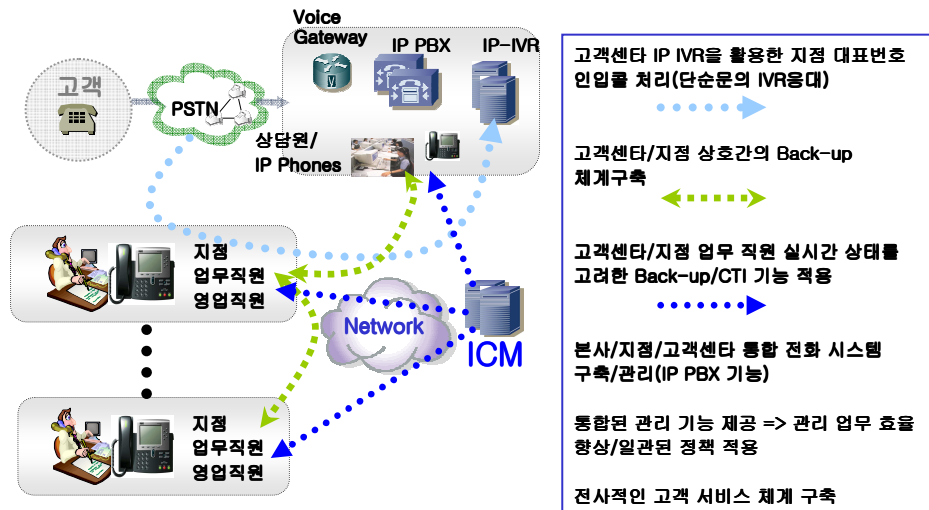 Voice
Gateway
IP PBX
IP-IVR
고객
PSTN
상담원/
IP Phones
지점
업무직원
영업직원
Network
ICM
지점
업무직원
영업직원
고객센타 IP IVR을 활용한 지점 대표번호
인입콜 처리(단순문의 IVR응대)
고객센타/지점 상호간의 Back-up
체계구축
고객센타/지점 업무 직원 실시간 상태를
고려한 Back-up/CTI 기능 적용
본사/지점/고객센타 통합 전화 시스템
구축/관리(IP PBX 기능)
통합된 관리 기능 제공 => 관리 업무 효율
향상/일관된 정책 적용
전사적인 고객 서비스 체계 구축